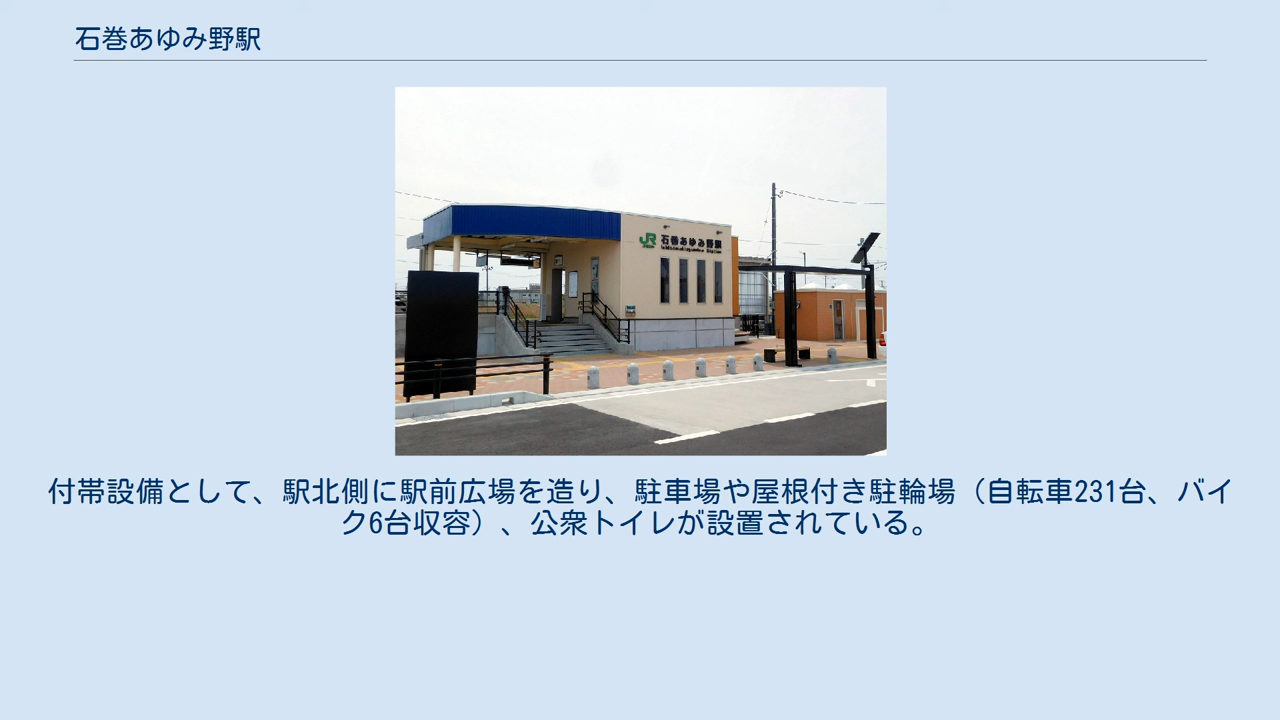 石巻あゆみ野駅
JR 石巻あゆみ野駅
Ishinomakiayumino Station
付帯設備として、駅北側に駅前広場を造り、駐車場や屋根付き駐輪場（自転車231台、バイ
ク6台収容）、公衆トイレが設置されている。